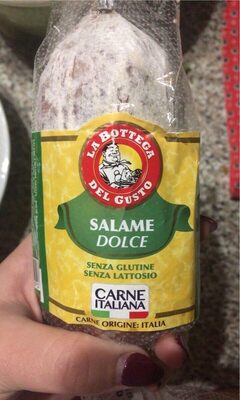 LA BOTTEGA
DEL GUSTO
SALAME
DOLCE
SENZA GLUTINE
SENZA LATTOSIO
CARNE
ITALIANA
CARNE ORIGINE: ITALIA